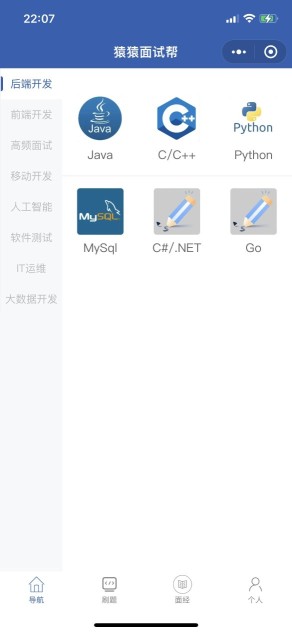 22:07
猿猿面试帮
后端开发
前端开发
高频面试
移动开发
人工智能
软件测试
IT运维
大数据开发
Java
C++
Python
Java
C/C++
Python
MySQL
MySql
C#/.NET
Go
导航
刷题
面经
个人